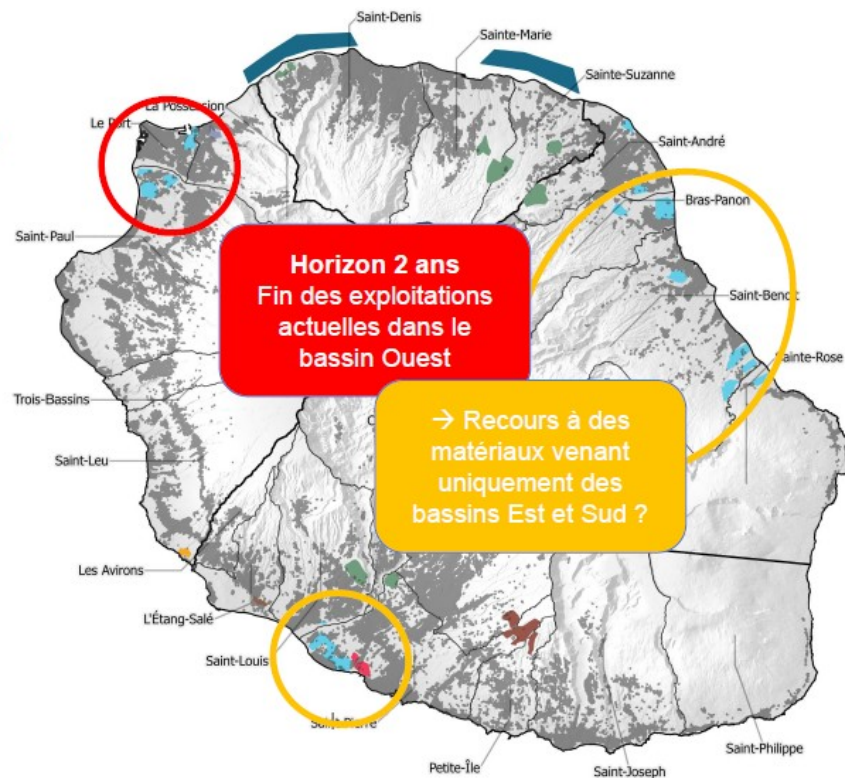 Saint-Denis
Sainte-Marie
Sainte-Suzanne
La Possession
Le Port
Saint-André
Bras-Panon
Saint-Paul
Horizon 2 ans
Fin des exploitations
actuelles dans le
bassin Ouest
Saint-Benoit
Sainte-Rose
→ Recours à des
matériaux venant
uniquement des
bassins Est et Sud ?
Trois-Bassins
Saint-Leu
Les Avirons
L'Étang-Salé
Saint-Louis
Saint-Pierre
Petite-Île
Saint-Joseph
Saint-Philippe